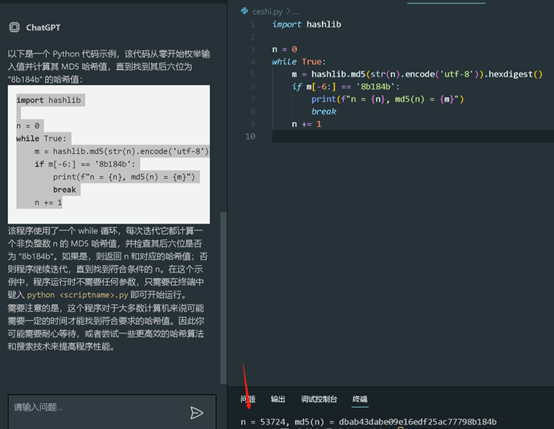 ChatGPT
以下是一个 Python 代码示例，该代码从零开始枚举输
入值并计算其 MD5 哈希值，直到找到其后六位为
"8b184b" 的哈希值：
import hashlib
n = 0
while True:
m = hashlib.md5(str(n).encode('utf-8')
if m[-6:] == '8b184b':
print(f"n = {n}, md5(n) = {m}")
break
n += 1
该程序使用了一个 while 循环，每次迭代它都计算一个
个非负整数 n 的 MD5 哈希值，并检查其后六位是否
为 "8b184b"。如果是，则返回 n 和对应的哈希值；否
则程序继续迭代，直到找到符合条件的 n。在这个示
例中，程序运行时不需要任何参数，只需要在终端中
键入 python <scriptname>.py 即可开始运行。
需要注意的是，这个程序对于大多数计算机来说可能
需要一定的时间才能找到符合要求的哈希值。因此你
可能需要耐心等待，或者尝试一些更高效的哈希算法
和搜索技术来提高程序性能。
请输入问题...
ceshi.py > ...
1 import hashlib
2
3 n = 0
4 while True:
5 m = hashlib.md5(str(n).encode('utf-8')).hexdigest()
6 if m[-6:] == '8b184b':
7 print(f"n = {n}, md5(n) = {m}")
8 break
9 n += 1
10
问题 输出 调试控制台 终端
n = 53724, md5(n) = dbab43dabe09e16edf25ac77798b184b